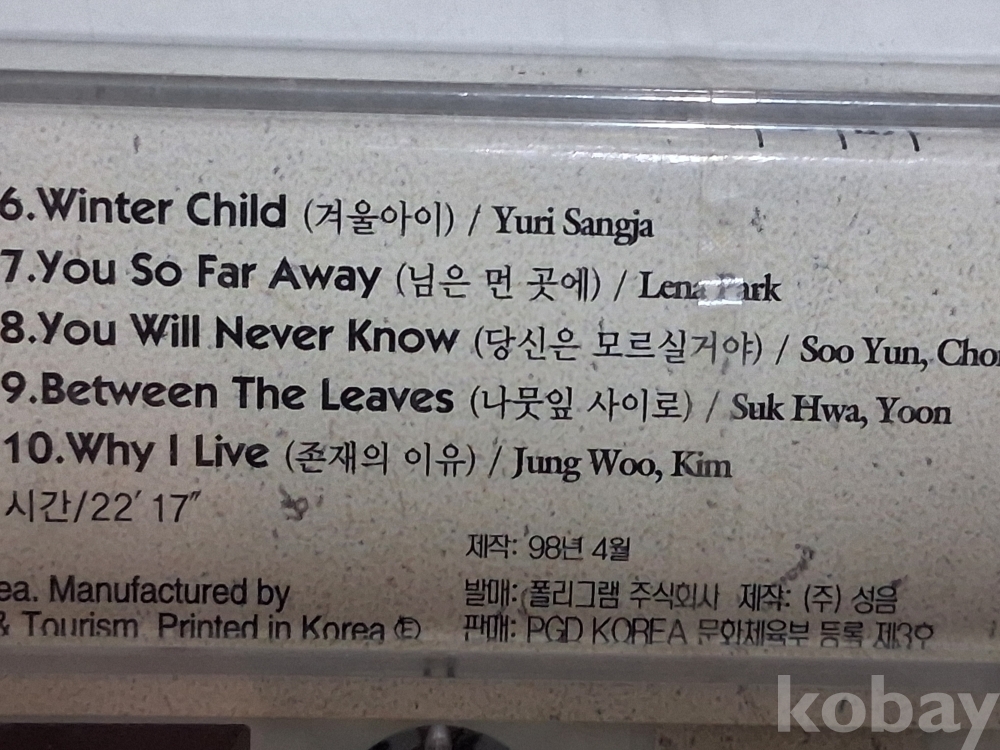 6.Winter Child (겨울아이) / Yuri Sangja
7.You So Far Away (님은 먼 곳에) / Lena Park
8.You Will Never Know (당신은 모르실거야) / Soo Yun,
9.Between The Leaves (나뭇잎 사이로) / Suk Hwa, Yoon
10.Why I Live (존재의 이유) / Jung Woo, Kim
시간/22′ 17″
제작: '98년 4월
ea. Manufactured by
발매: 폴리그램 주식회사 제작: (주) 성음
& Tourism Printed in Korea Ⓔ
판매: PGD KOREA 문화체육부 등록 제3호
kobay